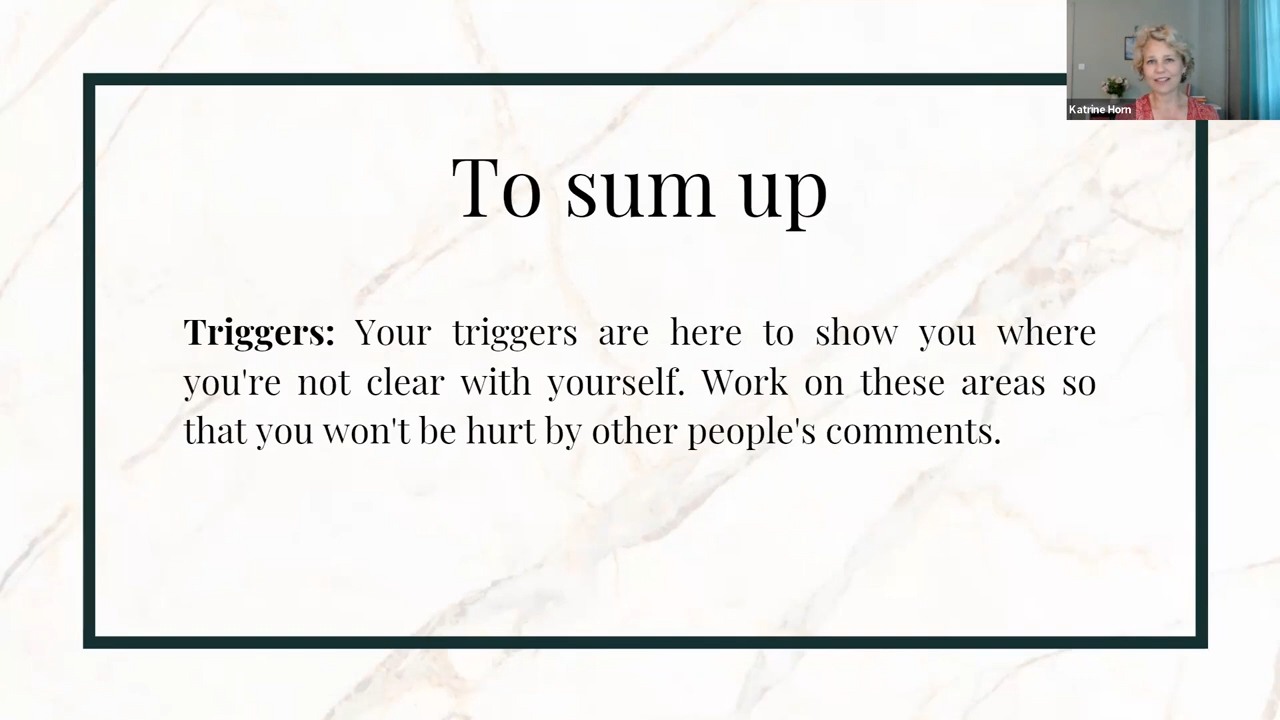 Katrine Horn
To sum up
Triggers: Your triggers are here to show you where
you're not clear with yourself. Work on these areas so
that you won't be hurt by other people's comments.